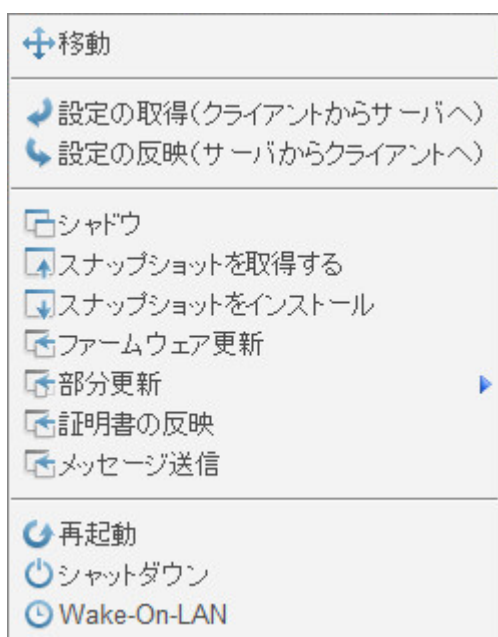 移動
設定の取得(クライアントからサーバへ)
設定の反映(サーバからクライアントへ)
シャドウ
スナップショットを取得する
スナップショットをインストール
ファームウェア更新
部分更新
証明書の反映
メッセージ送信
再起動
シャットダウン
Wake-On-LAN